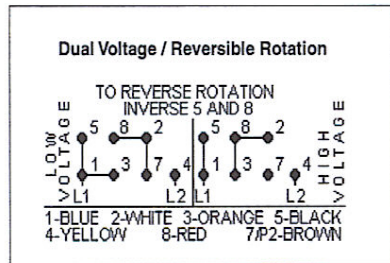 Dual Voltage / Reversible Rotation
TO REVERSE ROTATION
INVERSE 5 AND 8
LOW VOLTAGE
5 8 2 5 8 2
1 3 7 4 1 3 7 4
L1 L2 L1 L2
HIGH VOLTAGE
1-BLUE 2-WHITE 3-ORANGE 5-BLACK
4-YELLOW 8-RED 7/P2-BROWN